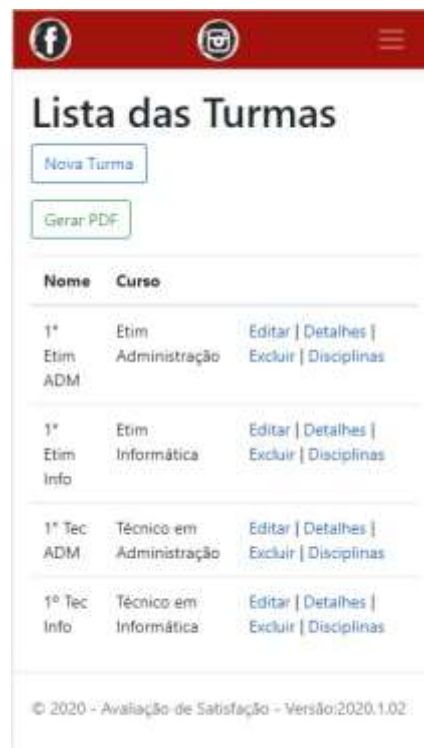 Lista das Turmas
Nova Turma
Gerar PDF
Nome Curso
1° Etim Editar | Detalhes |
Etim Administração Excluir | Disciplinas
ADM
1° Etim Editar | Detalhes |
Etim Informática Excluir | Disciplinas
Info
1° Tec Técnico em Editar | Detalhes |
ADM Administração Excluir | Disciplinas
1º Tec Técnico em Editar | Detalhes |
Info Informática Excluir | Disciplinas
© 2020 - Avaliação de Satisfação - Versão:2020.1.02